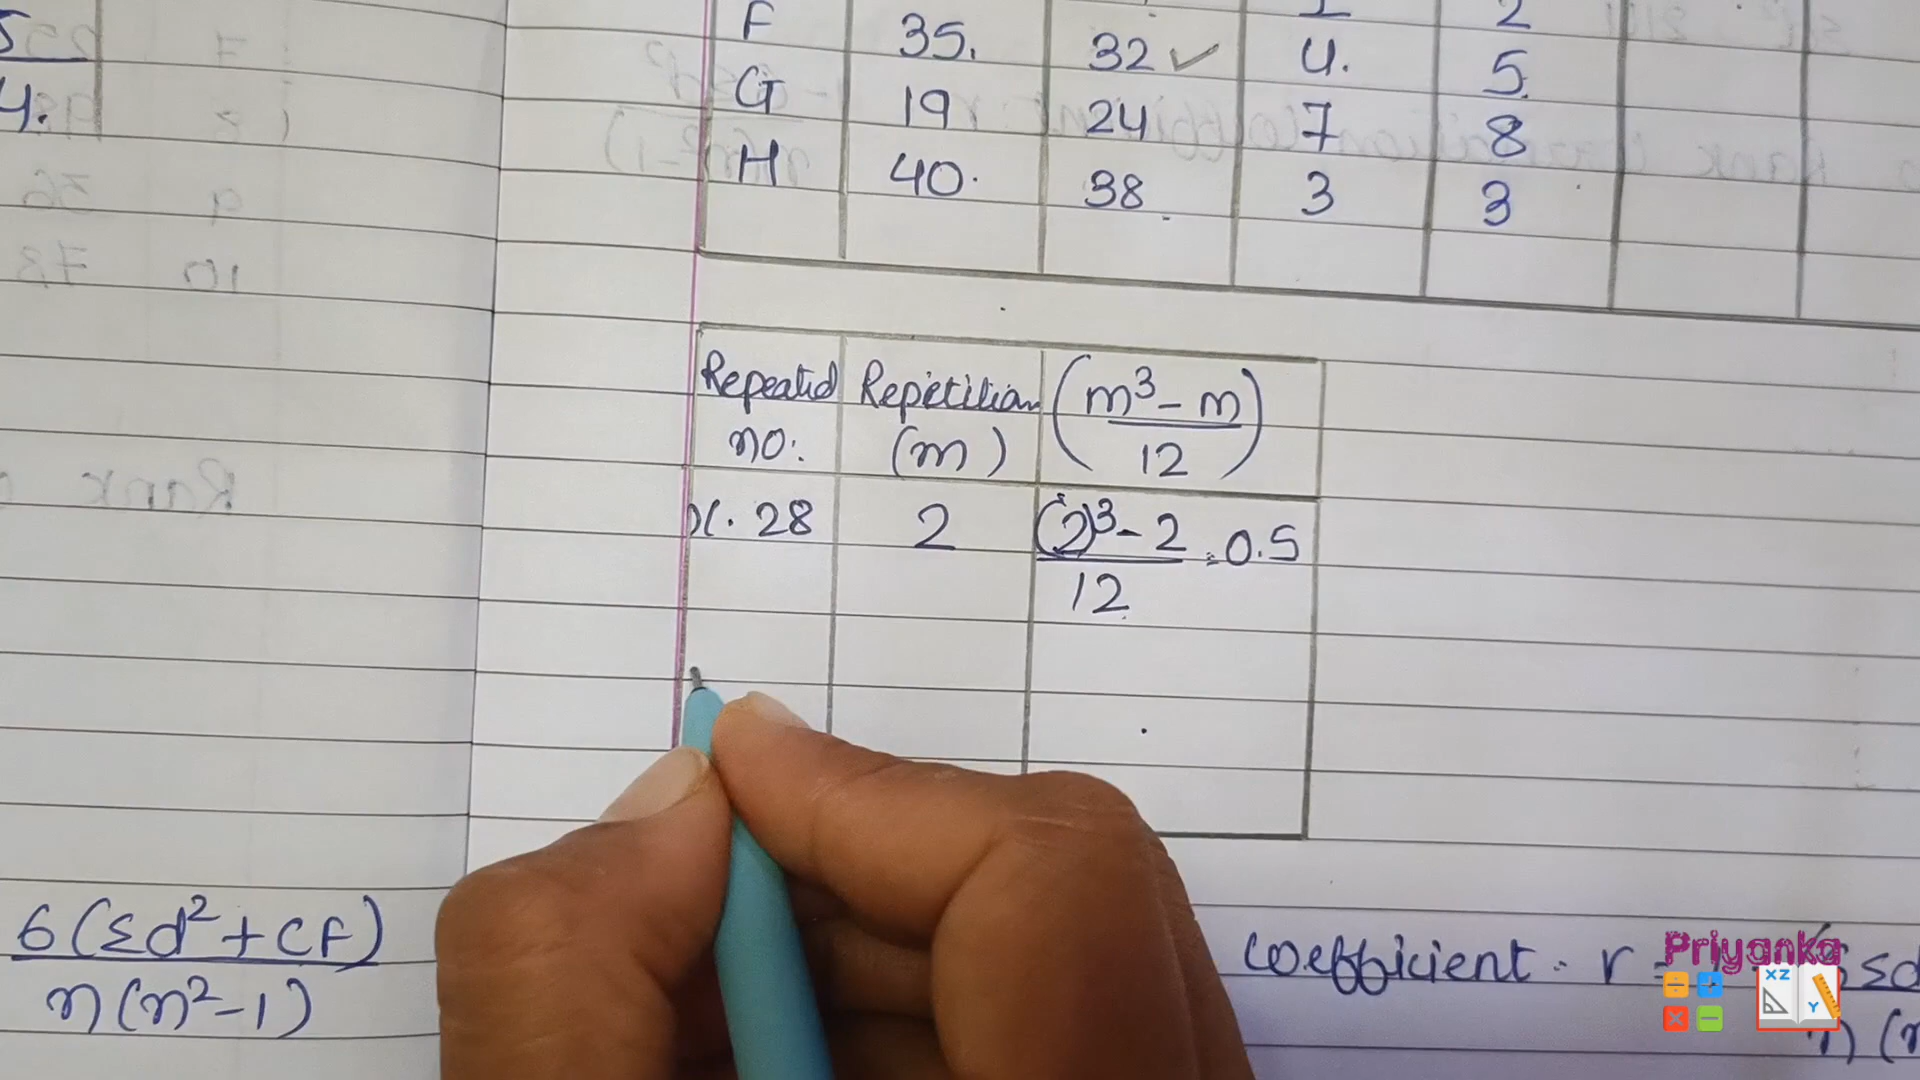 F 35. 32 ✓ 4. 5
G 19 24 7 8
H 40. 38 3 3
Repeated no. Repetition (m) (m³ - m / 12)
x. 28 2 (2)³ - 2 / 12 = 0.5
6(Σd² + CF)
n(n² - 1)
coefficient. r =
Priyanka
XZ
Y